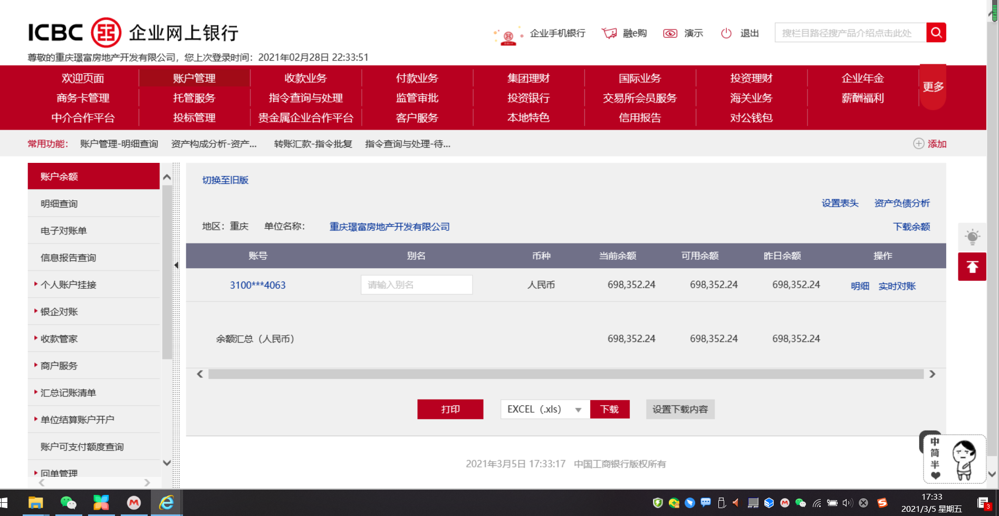 ICBC 企业网上银行
企业手机银行 融e购 演示 退出 搜栏目路径搜产品介绍点击此处
尊敬的重庆璟富房地产开发有限公司，您上次登录时间：2021年02月28日 22:33:51
欢迎页面 账户管理 收款业务 付款业务 集团理财 国际业务 投资理财 企业年金
更多
商务卡管理 托管服务 指令查询与处理 监管审批 投资银行 交易所会员服务 海关业务 薪酬福利
中介合作平台 投标管理 贵金属企业合作平台 客户服务 本地特色 信用报告 对公钱包
常用功能： 账户管理-明细查询 资产构成分析-资产... 转账汇款-指令批复 指令查询与处理-待... 添加
账户余额
明细查询
电子对账单
信息报告查询
个人账户挂接
银企对账
收款管家
商户服务
汇总记账清单
单位结算账户开户
账户可支付额度查询
回单管理
切换至旧版
设置表头 资产负债分析
地区：重庆 单位名称： 重庆璟富房地产开发有限公司 下载余额
账号 别名 币种 当前余额 可用余额 昨日余额 操作
3100***4063 请输入别名 人民币 698,352.24 698,352.24 698,352.24 明细 实时对账
余额汇总（人民币） 698,352.24 698,352.24 698,352.24
打印 EXCEL（.xls） 下载 设置下载内容
2021年3月5日 17:33:17 中国工商银行版权所有
中
简
半
17:33
2021/3/5 星期五
3